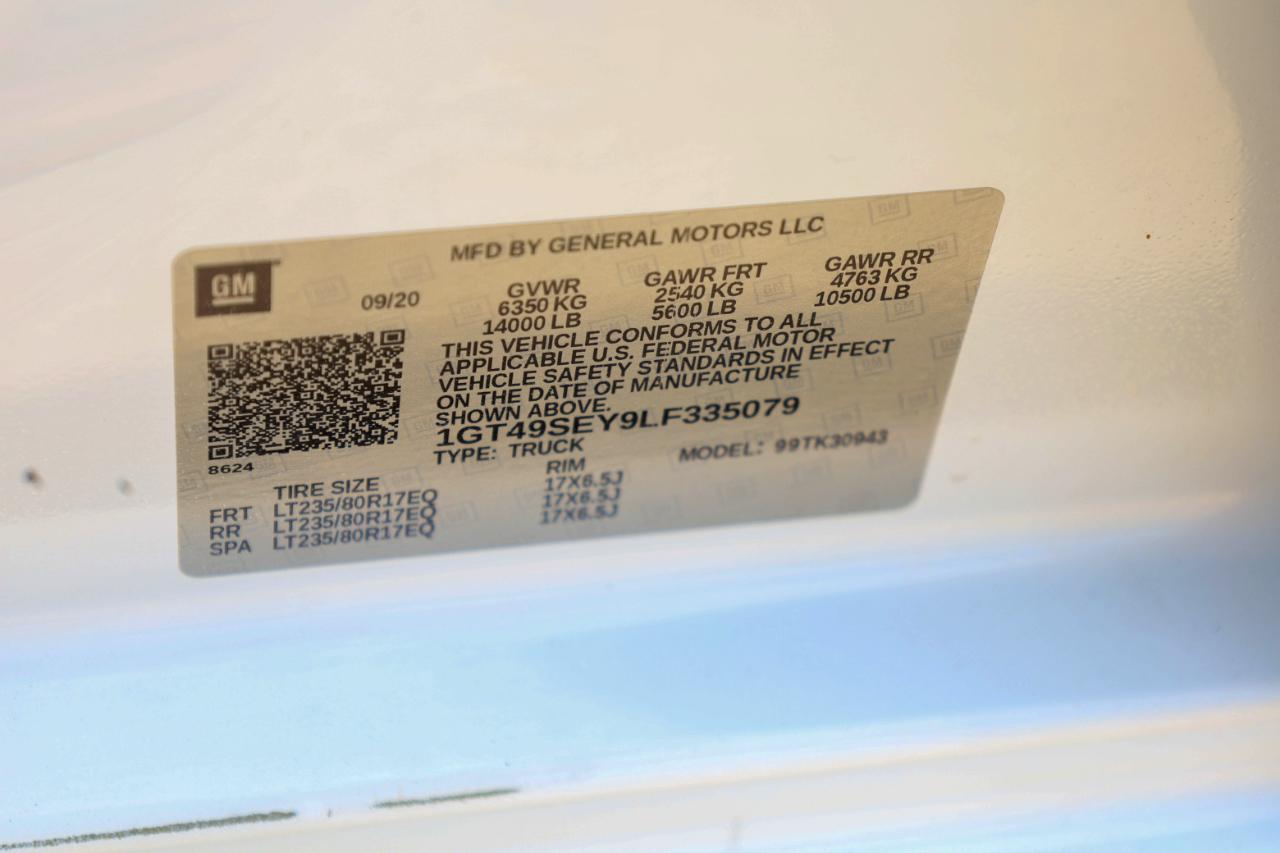 MFD BY GENERAL MOTORS LLC
GM
09/20
GVWR GAWR FRT GAWR RR
6350 KG 2540 KG 4763 KG
14000 LB 5600 LB 10500 LB
THIS VEHICLE CONFORMS TO ALL
APPLICABLE U.S. FEDERAL MOTOR
VEHICLE SAFETY STANDARDS IN EFFECT
ON THE DATE OF MANUFACTURE
SHOWN ABOVE.
1GT49SEY9LF335079
8624
TYPE: TRUCK MODEL: 99TK30943
TIRE SIZE RIM
FRT LT235/80R17EQ 17X6.5J
RR LT235/80R17EQ 17X6.5J
SPA LT235/80R17EQ 17X6.5J